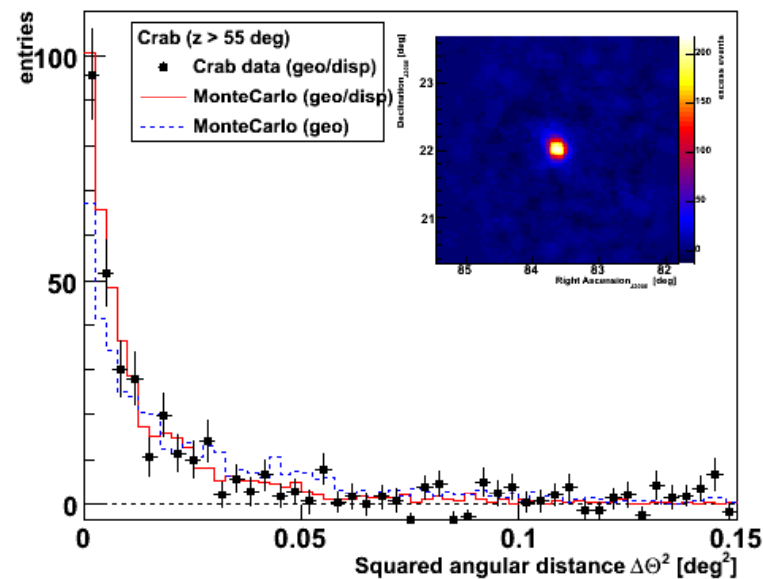 entries
100
50
0
0
0.05
0.1
0.15
Squared angular distance ΔΘ² [deg²]
Crab (z > 55 deg)
Crab data (geo/disp)
MonteCarlo (geo/disp)
MonteCarlo (geo)
Declination [deg]
23
22
21
85
84
83
82
Right Ascension [deg]
200
150
100
50
0
excess events